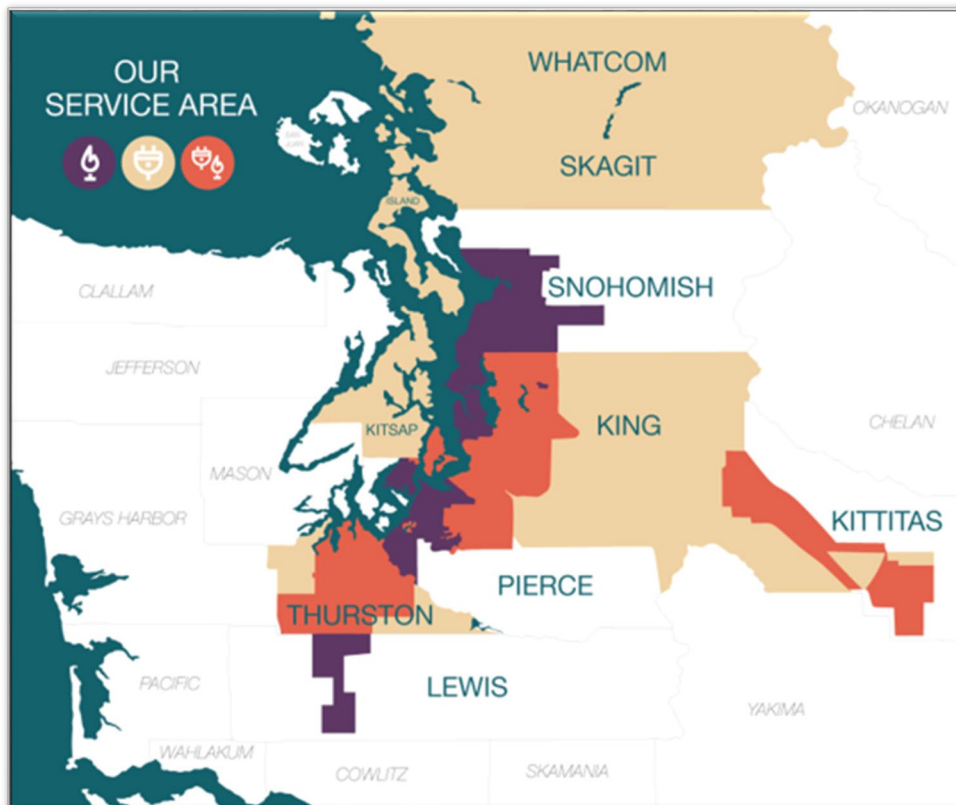 OUR
SERVICE AREA
WHATCOM
OKANOGAN
SAN
JUAN
SKAGIT
ISLAND
CLALLAM
SNOHOMISH
JEFFERSON
KITSAP
KING
CHELAN
MASON
GRAYS HARBOR
KITTITAS
PIERCE
THURSTON
PACIFIC
LEWIS
YAKIMA
WAHLAKUM
COWLITZ
SKAMANIA